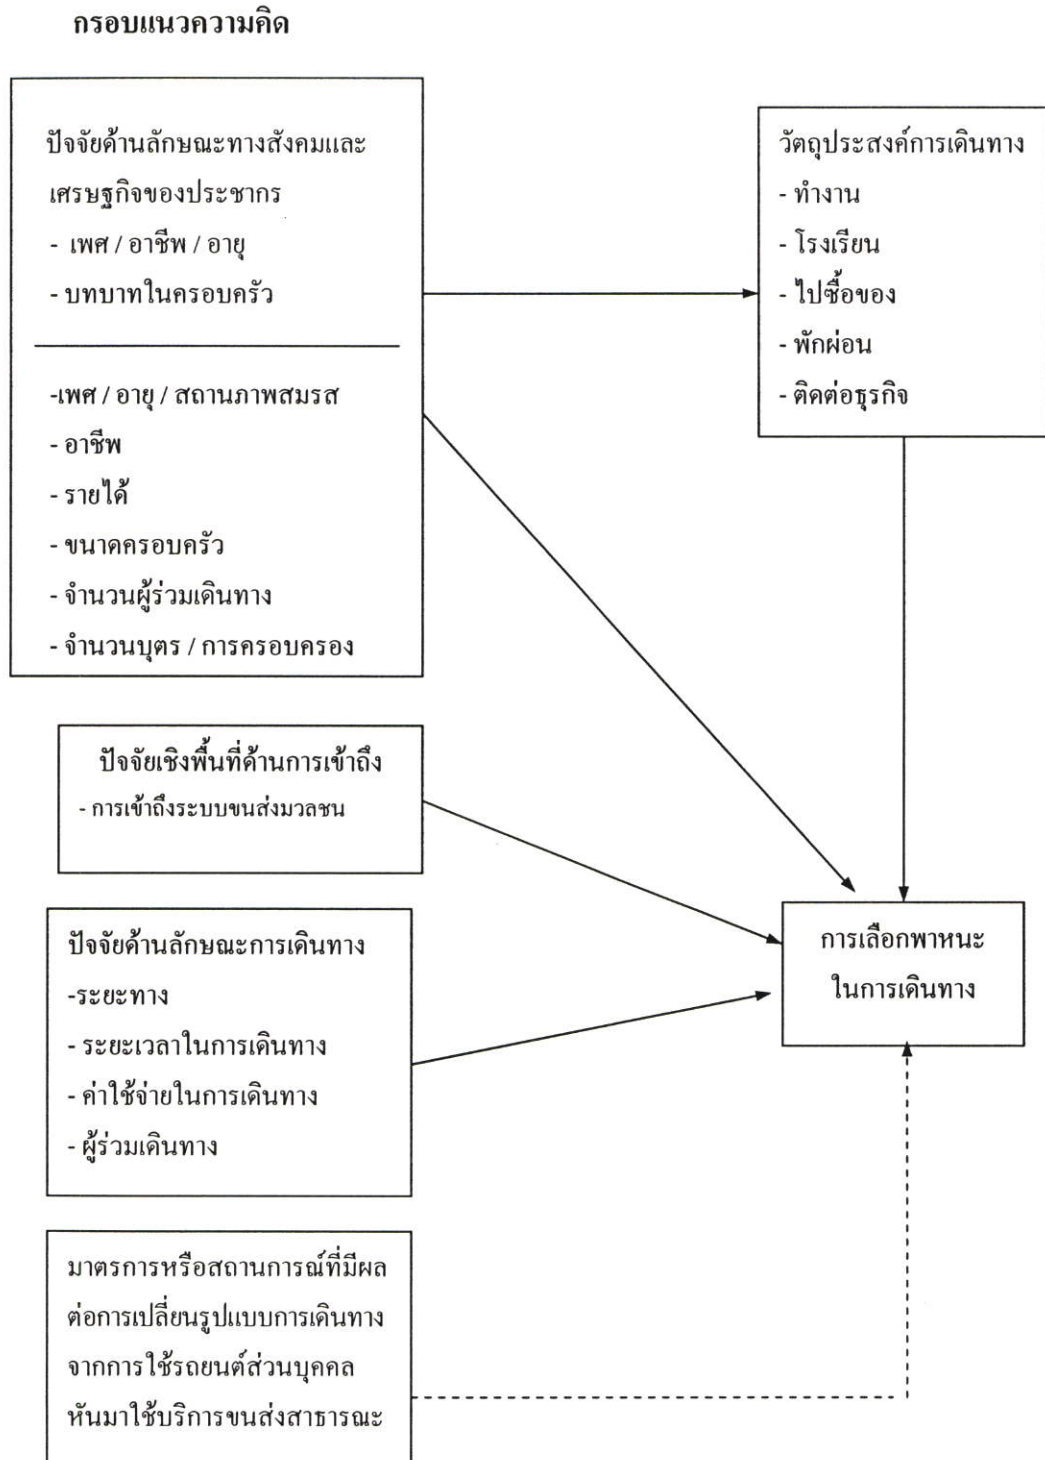 กรอบแนวความคิด
ปัจจัยด้านลักษณะทางสังคมและ
เศรษฐกิจของประชากร
- เพศ / อาชีพ / อายุ
- บทบาทในครอบครัว
-เพศ / อายุ / สถานภาพสมรส
- อาชีพ
- รายได้
- ขนาดครอบครัว
- จำนวนผู้ร่วมเดินทาง
- จำนวนบุตร / การครอบครอง
วัตถุประสงค์การเดินทาง
- ทำงาน
- โรงเรียน
- ไปซื้อของ
- พักผ่อน
- ติดต่อธุรกิจ
ปัจจัยเชิงพื้นที่ด้านการเข้าถึง
- การเข้าถึงระบบขนส่งมวลชน
ปัจจัยด้านลักษณะการเดินทาง
-ระยะทาง
- ระยะเวลาในการเดินทาง
- ค่าใช้จ่ายในการเดินทาง
- ผู้ร่วมเดินทาง
การเลือกพาหนะ
ในการเดินทาง
มาตรการหรือสถานการณ์ที่มีผล
ต่อการเปลี่ยนรูปแบบการเดินทาง
จากการใช้รถยนต์ส่วนบุคคล
หันมาใช้บริการขนส่งสาธารณะ